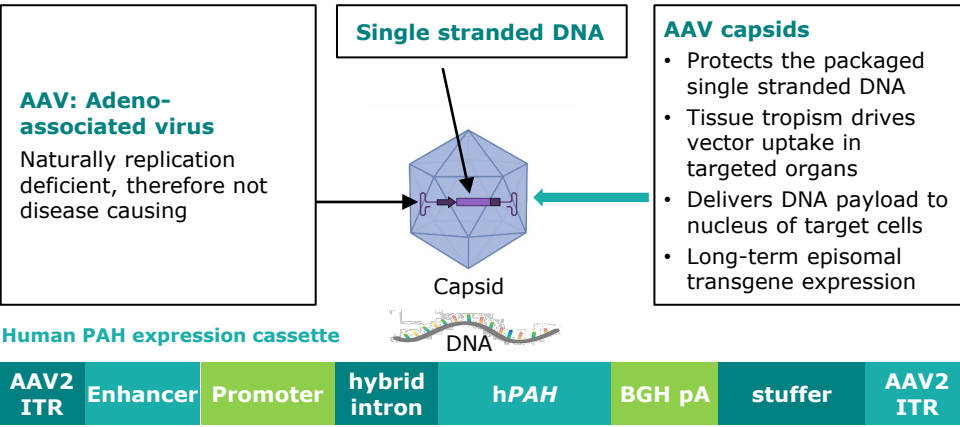 Single stranded DNA
AAV: Adeno-
associated virus
Naturally replication
deficient, therefore not
disease causing
AAV capsids
• Protects the packaged
single stranded DNA
• Tissue tropism drives
vector uptake in
targeted organs
• Delivers DNA payload to
nucleus of target cells
• Long-term episomal
transgene expression
Capsid
DNA
Human PAH expression cassette
AAV2
ITR
Enhancer
Promoter
hybrid
intron
hPAH
BGH pA
stuffer
AAV2
ITR